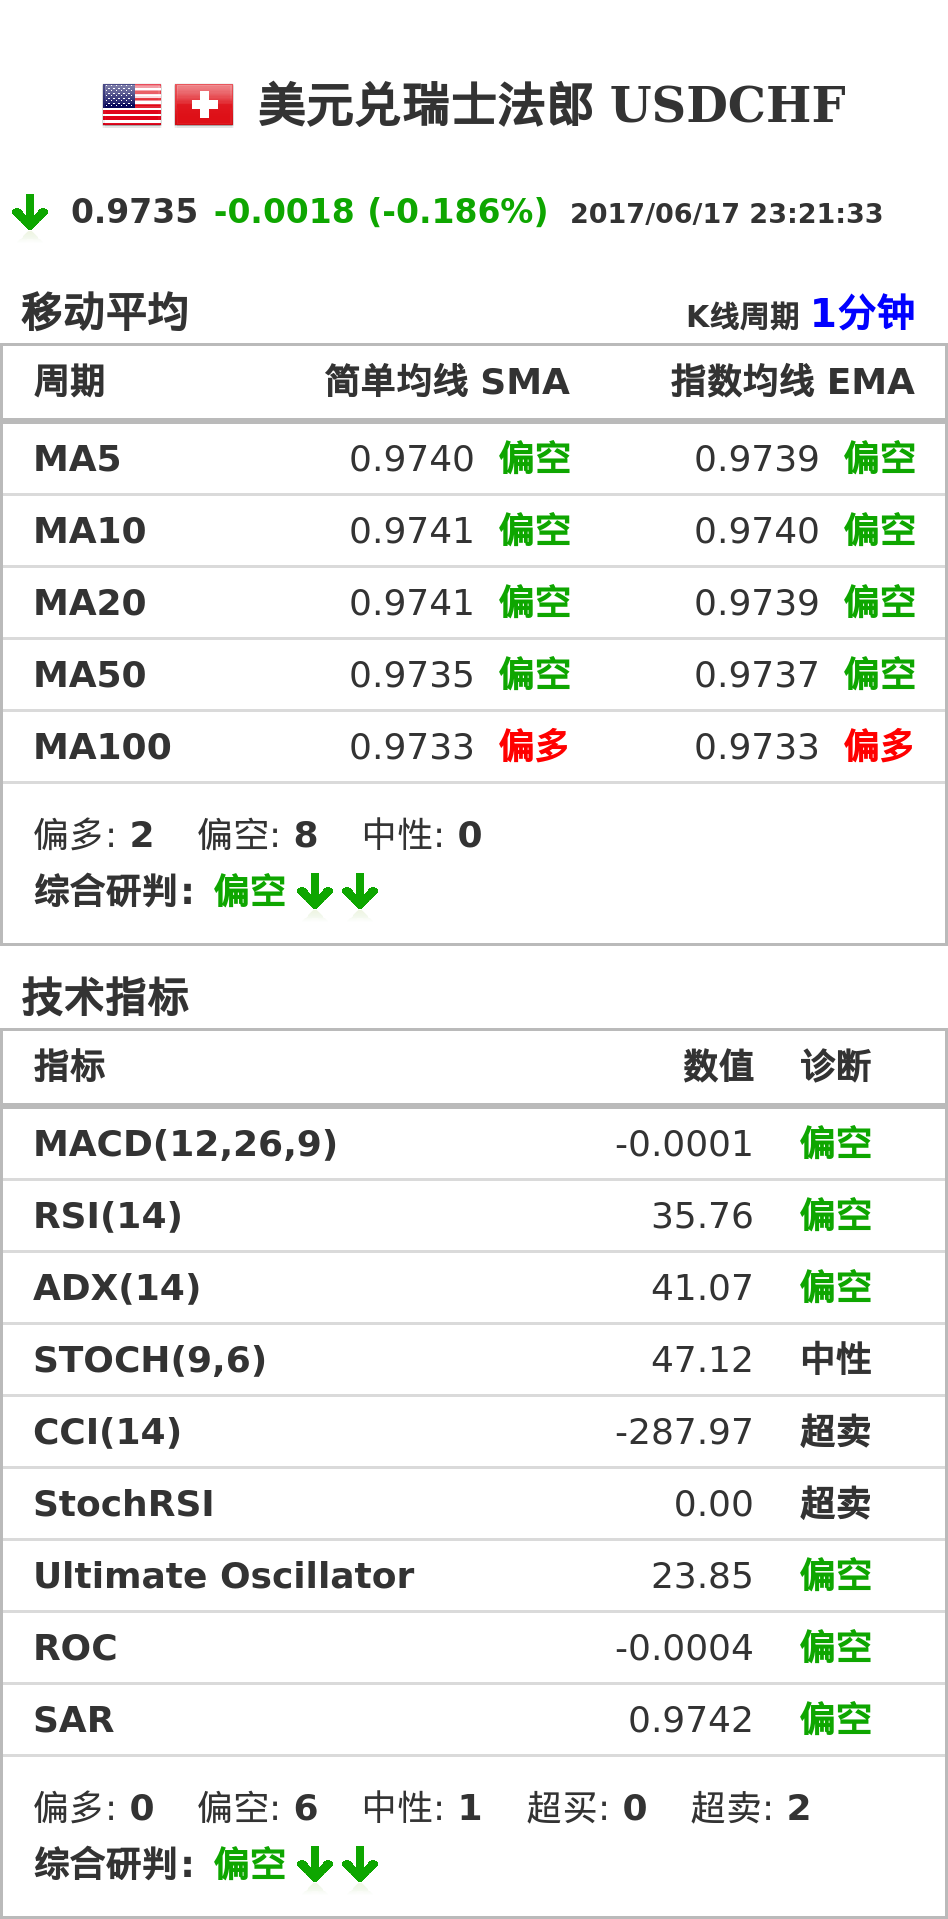 美元兑瑞士法郎 USDCHF
0.9735 -0.0018 (-0.186%) 2017/06/17 23:21:33
移动平均 K线周期 1分钟
周期 简单均线 SMA 指数均线 EMA
MA5 0.9740 偏空 0.9739 偏空
MA10 0.9741 偏空 0.9740 偏空
MA20 0.9741 偏空 0.9739 偏空
MA50 0.9735 偏空 0.9737 偏空
MA100 0.9733 偏多 0.9733 偏多
偏多: 2 偏空: 8 中性: 0
综合研判: 偏空
技术指标
指标 数值 诊断
MACD(12,26,9) -0.0001 偏空
RSI(14) 35.76 偏空
ADX(14) 41.07 偏空
STOCH(9,6) 47.12 中性
CCI(14) -287.97 超卖
StochRSI 0.00 超卖
Ultimate Oscillator 23.85 偏空
ROC -0.0004 偏空
SAR 0.9742 偏空
偏多: 0 偏空: 6 中性: 1 超买: 0 超卖: 2
综合研判: 偏空